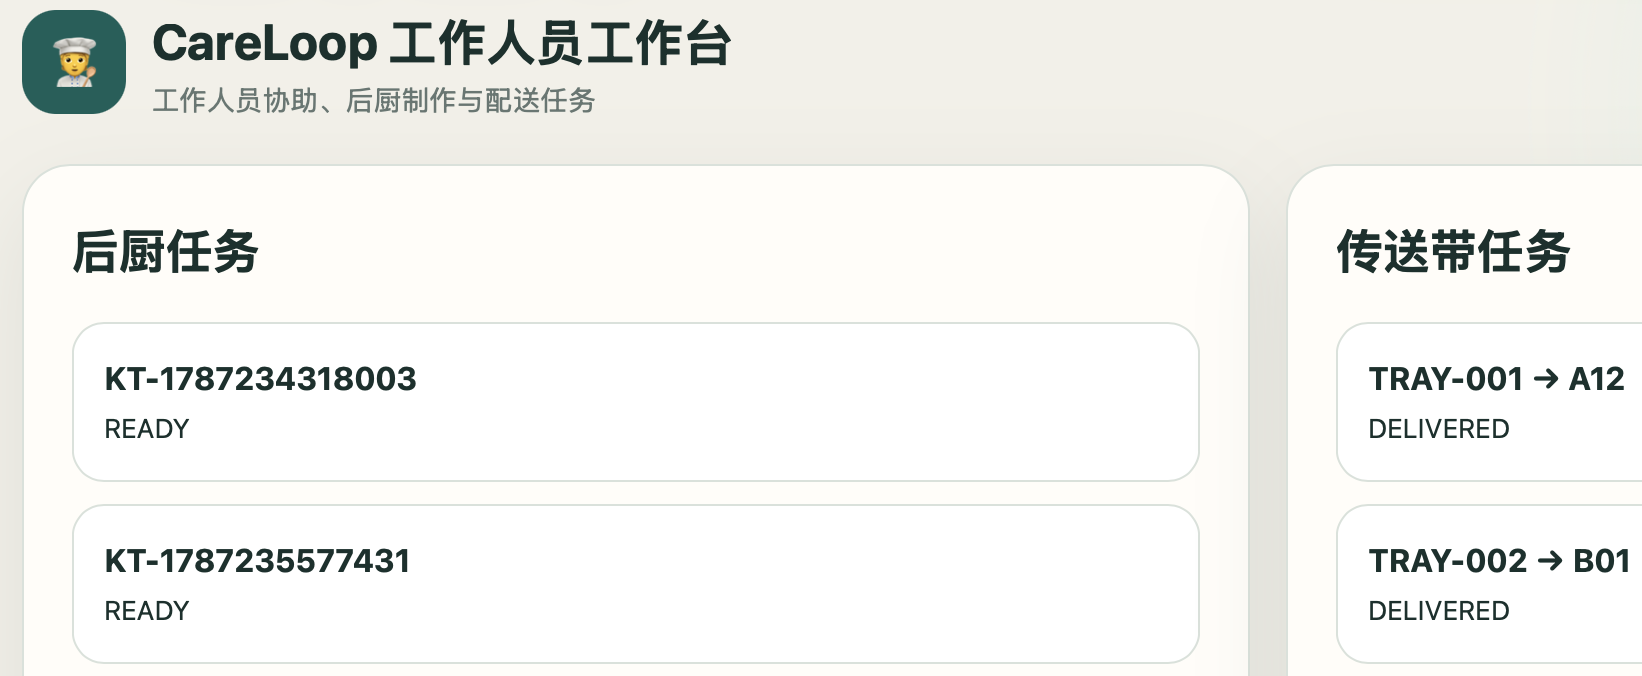 CareLoop 工作人员工作台
工作人员协助、后厨制作与配送任务
后厨任务
KT-1787234318003
READY
KT-1787235577431
READY
传送带任务
TRAY-001 → A12
DELIVERED
TRAY-002 → B01
DELIVERED